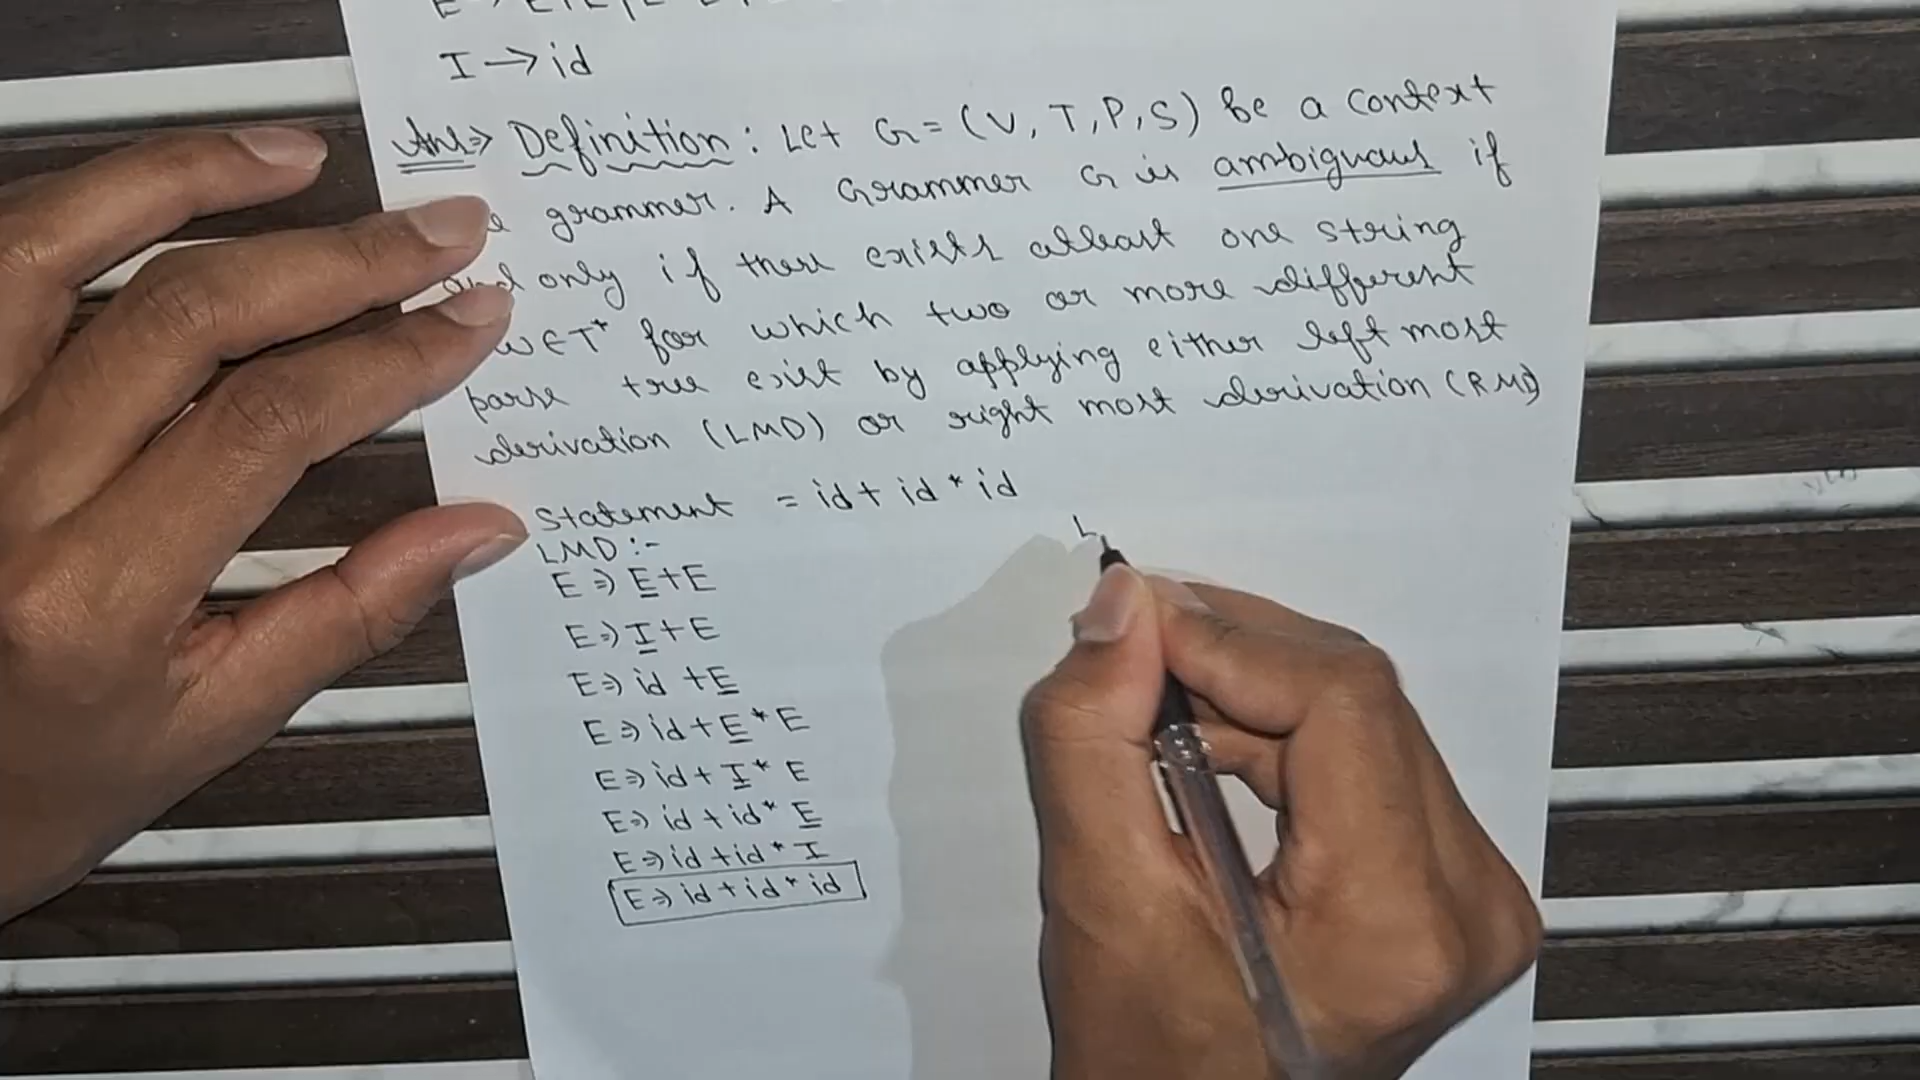 I → id
Ans⇒ Definition : Let G = (V, T, P, S) be a context
grammer. A Grammer G is ambiguous if
and only if there exists atleast one string
w ∈ T* for which two or more different
parse tree exist by applying either left most
derivation (LMD) or right most derivation (RMD)
Statement = id + id * id
L
LMD :-
E ⇒ E + E
E ⇒ I + E
E ⇒ id + E
E ⇒ id + E * E
E ⇒ id + I * E
E ⇒ id + id * E
E ⇒ id + id * I
E ⇒ id + id * id